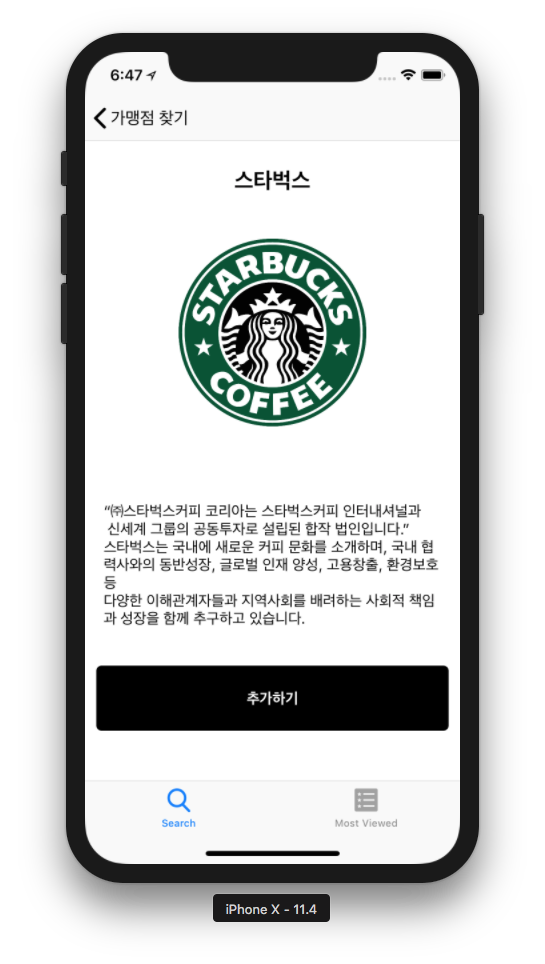 6:47
가맹점 찾기
스타벅스
STARBUCKS
COFFEE
“㈜스타벅스커피 코리아는 스타벅스커피 인터내셔널과
신세계 그룹의 공동투자로 설립된 합작 법인입니다.”
스타벅스는 국내에 새로운 커피 문화를 소개하며, 국내 협
력사와의 동반성장, 글로벌 인재 양성, 고용창출, 환경보호
등
다양한 이해관계자들과 지역사회를 배려하는 사회적 책임
과 성장을 함께 추구하고 있습니다.
추가하기
Search
Most Viewed
iPhone X - 11.4